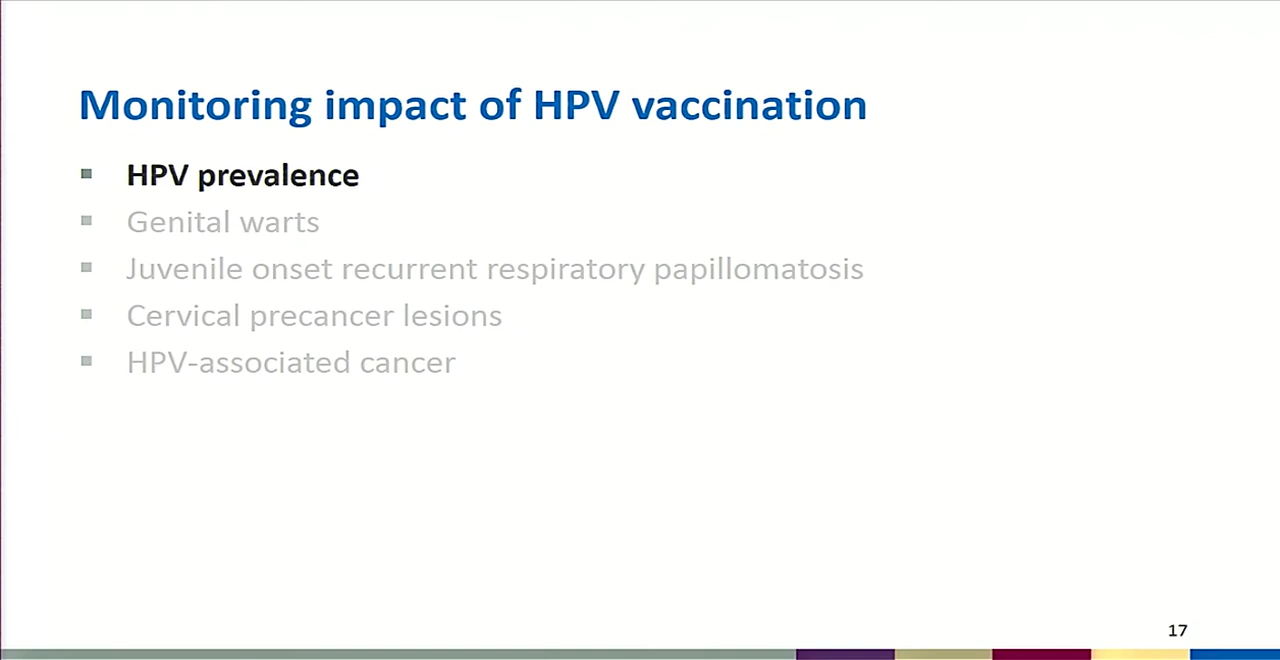 Monitoring impact of HPV vaccination
HPV prevalence
Genital warts
Juvenile onset recurrent respiratory papillomatosis
Cervical precancer lesions
HPV-associated cancer
17